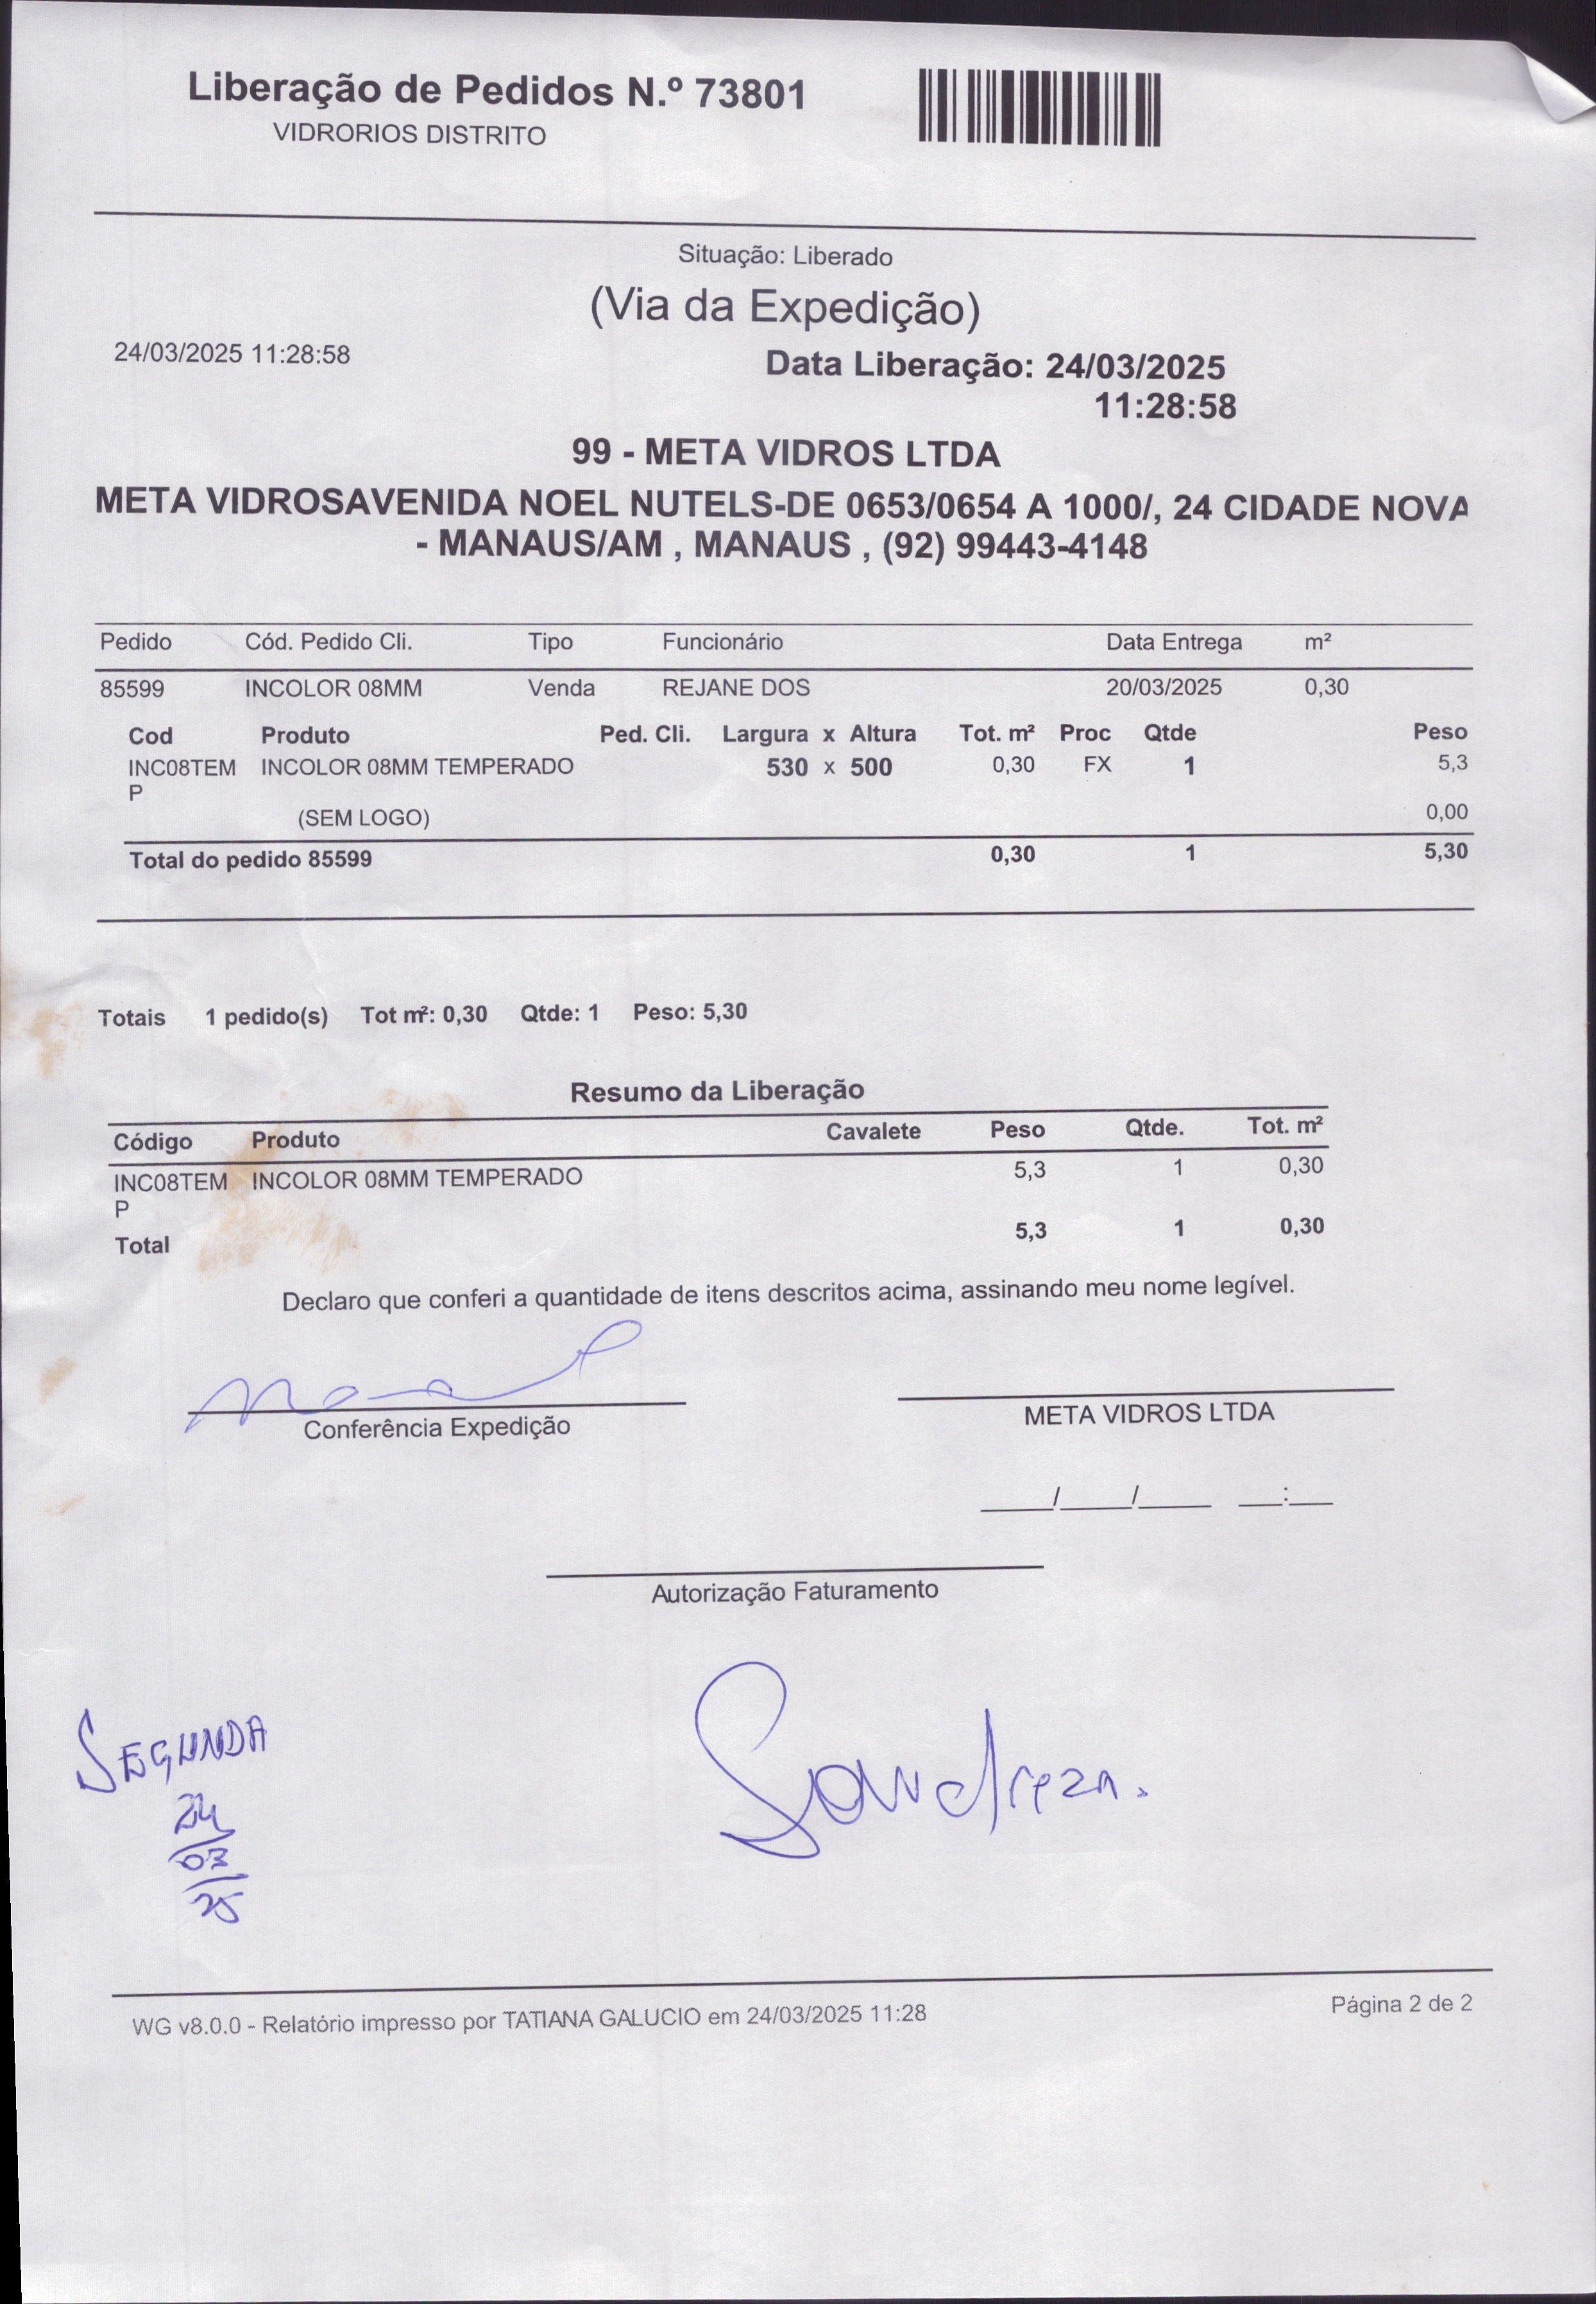 Liberação de Pedidos N.º 73801
VIDRORIOS DISTRITO
Situação: Liberado
(Via da Expedição)
24/03/2025 11:28:58
Data Liberação: 24/03/2025
11:28:58
99 - META VIDROS LTDA
META VIDROSAVENIDA NOEL NUTELS-DE 0653/0654 A 1000/, 24 CIDADE NOVA
- MANAUS/AM , MANAUS , (92) 99443-4148
Pedido Cód. Pedido Cli. Tipo Funcionário Data Entrega m²
85599 INCOLOR 08MM Venda REJANE DOS 20/03/2025 0,30
Cod Produto Ped. Cli. Largura x Altura Tot. m² Proc Qtde Peso
INC08TEM INCOLOR 08MM TEMPERADO 530 x 500 0,30 FX 1 5,3
P
(SEM LOGO) 0,00
Total do pedido 85599 0,30 1 5,30
Totais 1 pedido(s) Tot m²: 0,30 Qtde: 1 Peso: 5,30
Resumo da Liberação
Código Produto Cavalete Peso Qtde. Tot. m²
INC08TEM INCOLOR 08MM TEMPERADO 5,3 1 0,30
P
Total 5,3 1 0,30
Declaro que conferi a quantidade de itens descritos acima, assinando meu nome legível.
Conferência Expedição
META VIDROS LTDA
____/____/____ __:__
Autorização Faturamento
SEGUNDA
24
03
25
WG v8.0.0 - Relatório impresso por TATIANA GALUCIO em 24/03/2025 11:28
Página 2 de 2